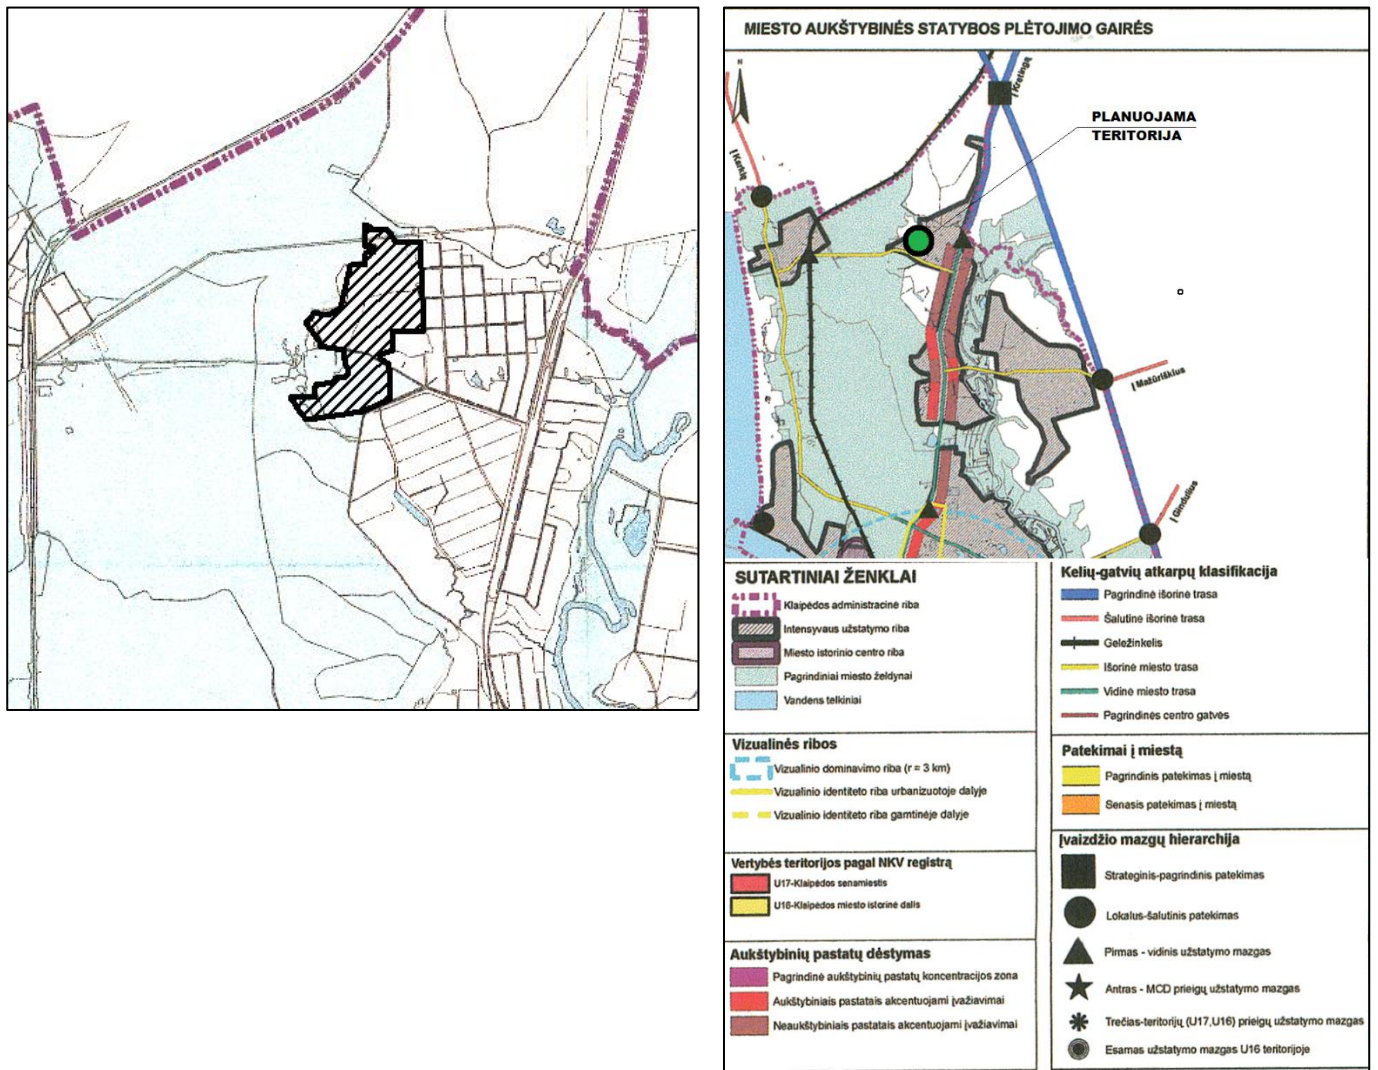 MIESTO AUKŠTYBINĖS STATYBOS PLĖTOJIMO GAIRĖS
N
Į Kretingą
PLANUOJAMA
TERITORIJA
Į Karklę
Į Mažūriškius
Į Gindulius
SUTARTINIAI ŽENKLAI
Klaipėdos administracinė riba
Intensyvaus užstatymo riba
Miesto istorinio centro riba
Pagrindiniai miesto želdynai
Vandens telkiniai
Vizualinės ribos
Vizualinio dominavimo riba (r = 3 km)
Vizualinio identiteto riba urbanizuotoje dalyje
Vizualinio identiteto riba gamtinėje dalyje
Vertybės teritorijos pagal NKV registrą
U17-Klaipėdos senamiestis
U16-Klaipėdos miesto istorinė dalis
Aukštybinių pastatų dėstymas
Pagrindinė aukštybinių pastatų koncentracijos zona
Aukštybiniais pastatais akcentuojami įvažiavimai
Neaukštybiniais pastatais akcentuojami įvažiavimai
Kelių-gatvių atkarpų klasifikacija
Pagrindinė išorinė trasa
Šalutinė išorinė trasa
Geležinkelis
Išorinė miesto trasa
Vidinė miesto trasa
Pagrindinės centro gatvės
Patekimai į miestą
Pagrindinis patekimas į miestą
Senasis patekimas į miestą
Įvaizdžio mazgų hierarchija
Strateginis-pagrindinis patekimas
Lokalus-šalutinis patekimas
Pirmas - vidinis užstatymo mazgas
Antras - MCD prieigų užstatymo mazgas
Trečias-teritorijų (U17,U16) prieigų užstatymo mazgas
Esamas užstatymo mazgas U16 teritorijoje